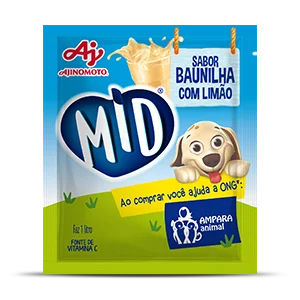 Aj
AJINOMOTO
SABOR
BAUNILHA
COM LIMÃO
MID®
Ao comprar você ajuda a ONG*:
AMPARA
animal
Faz 1 litro
FONTE DE
VITAMINA C